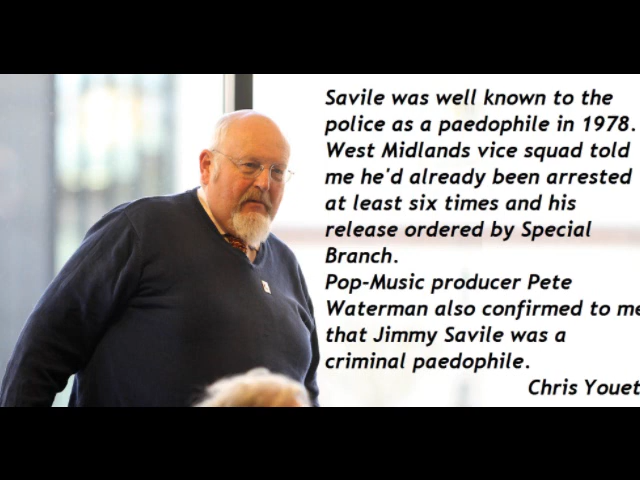 Savile was well known to the
police as a paedophile in 1978.
West Midlands vice squad told
me he'd already been arrested
at least six times and his
release ordered by Special
Branch.
Pop-Music producer Pete
Waterman also confirmed to me
that Jimmy Savile was a
criminal paedophile.
Chris Youet